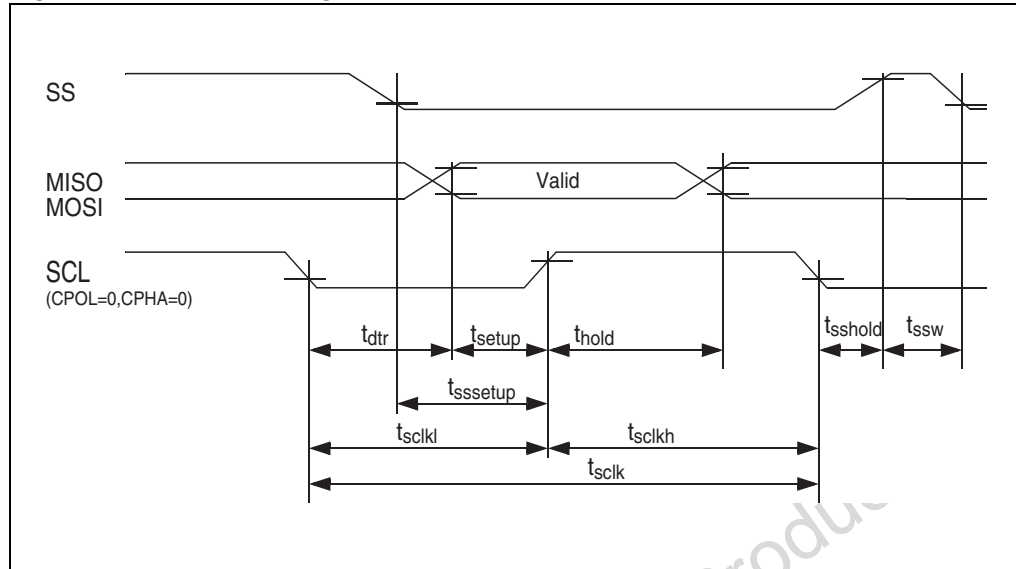 SS
MISO
MOSI
Valid
SCL
(CPOL=0,CPHA=0)
tdtr
tsetup
thold
tsshold
tssw
tsssetup
tsclkl
tsclkh
tsclk